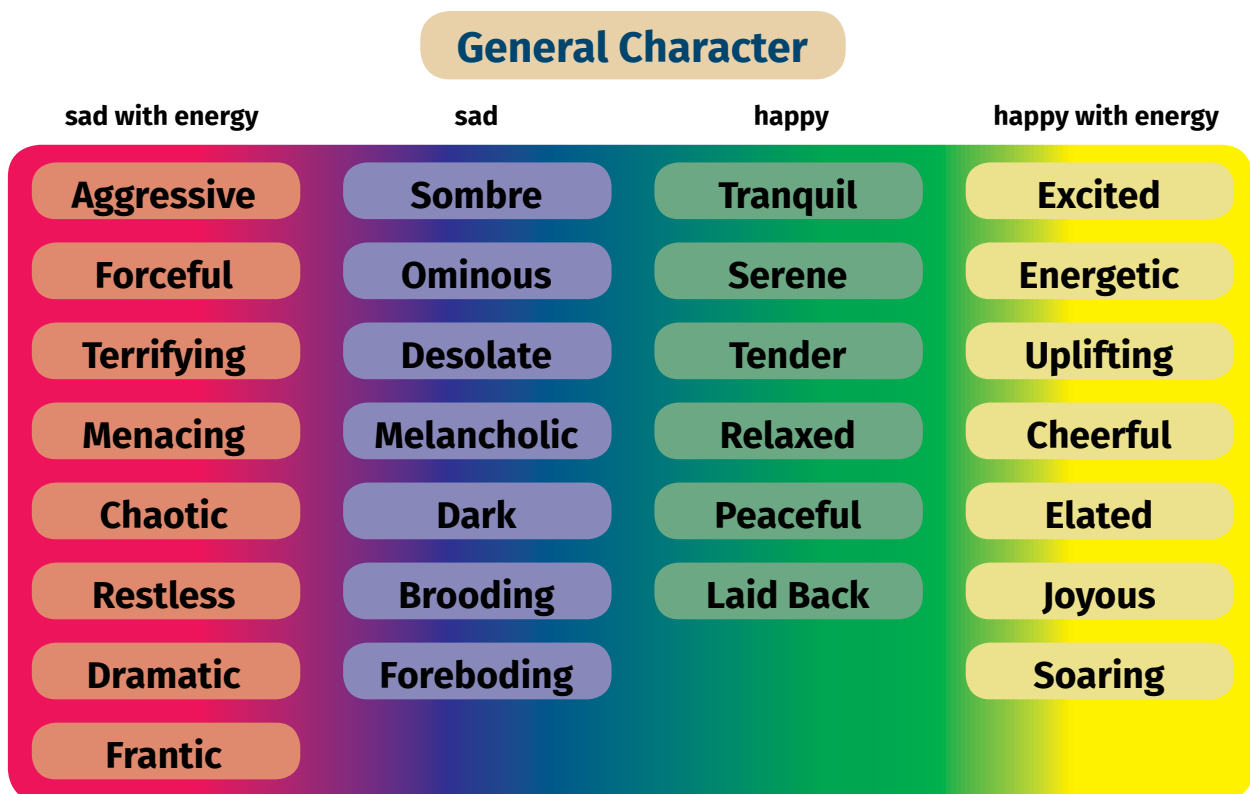 General Character
sad with energy sad happy happy with energy
Aggressive Sombre Tranquil Excited
Forceful Ominous Serene Energetic
Terrifying Desolate Tender Uplifting
Menacing Melancholic Relaxed Cheerful
Chaotic Dark Peaceful Elated
Restless Brooding Laid Back Joyous
Dramatic Foreboding Soaring
Frantic